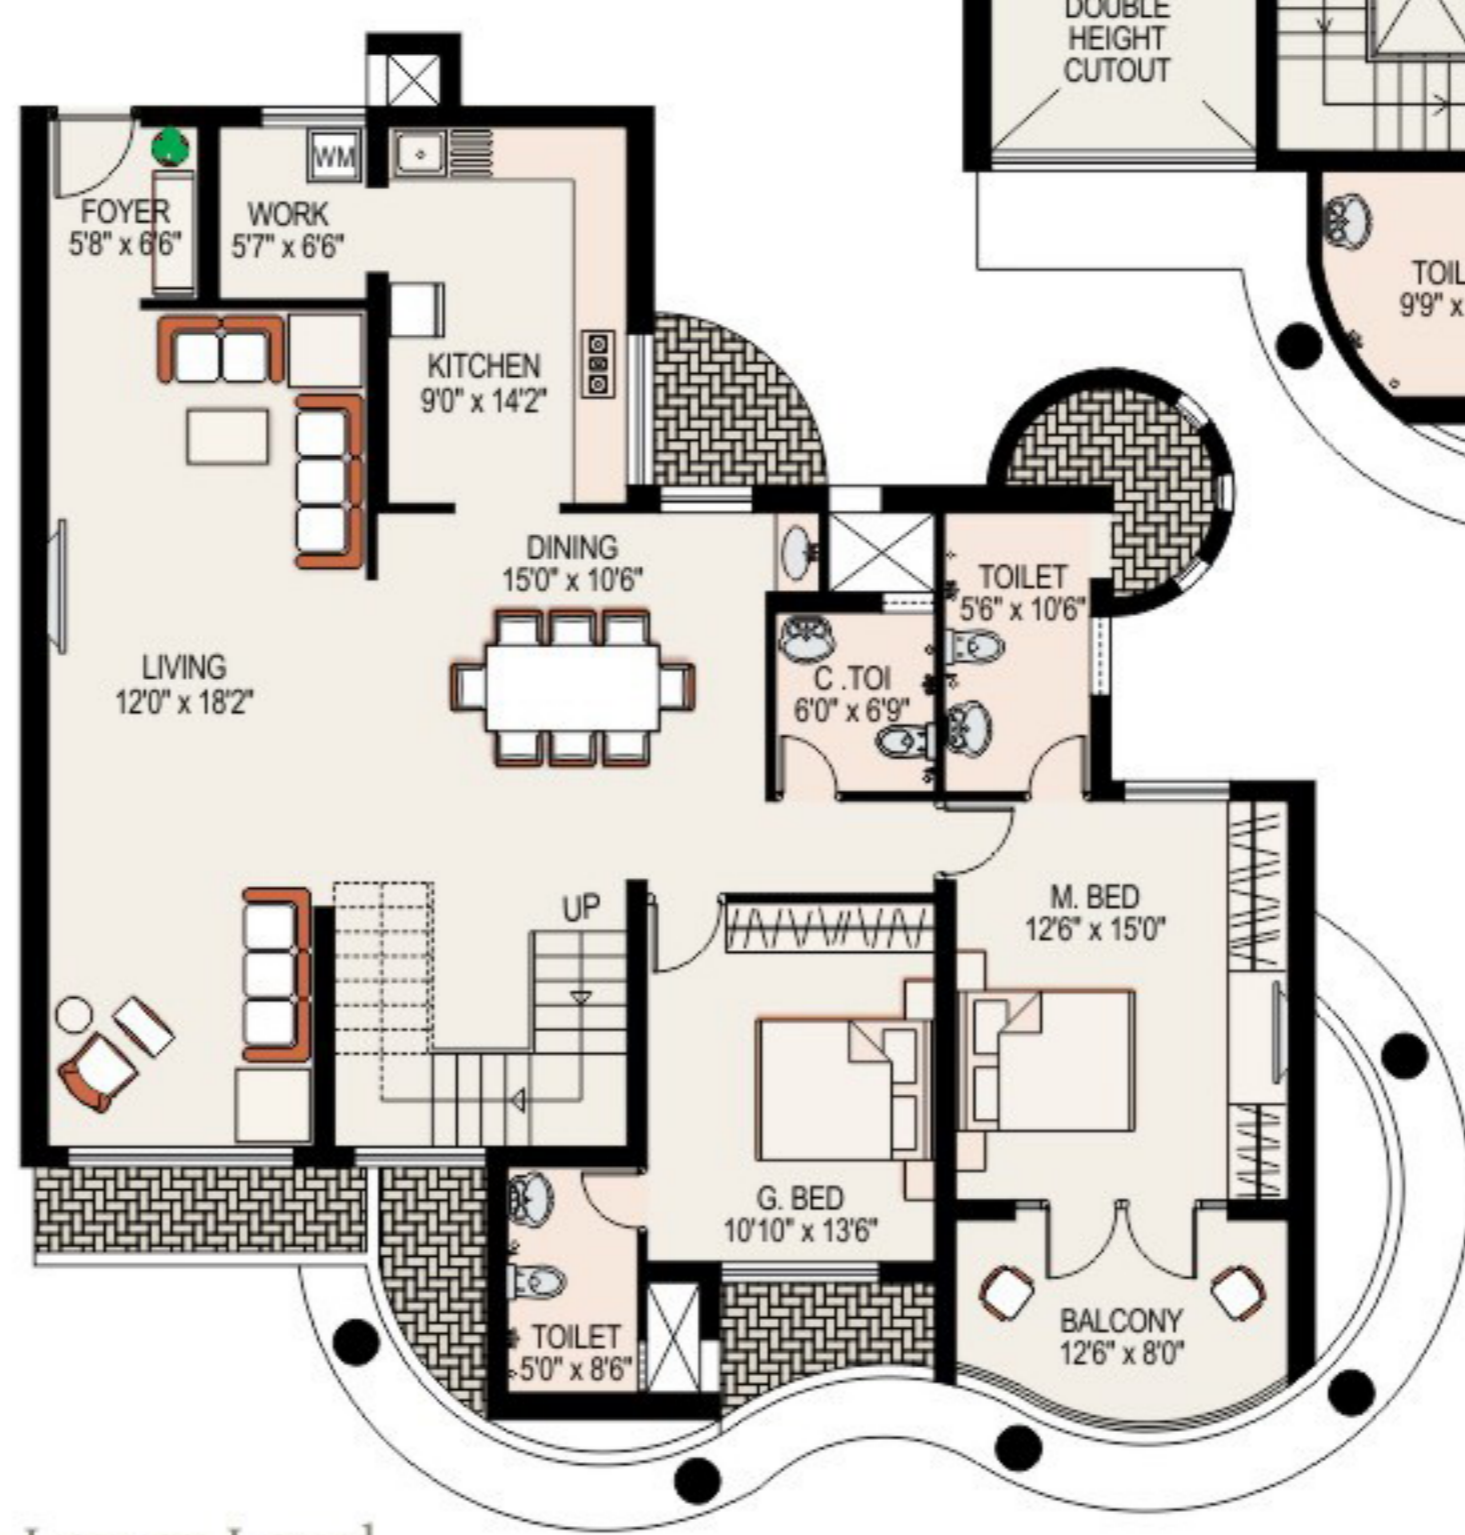 DOUBLE
HEIGHT
CUTOUT
WM
FOYER
5'8" x 6'6"
WORK
5'7" x 6'6"
TOIL
9'9" x
KITCHEN
9'0" x 14'2"
DINING
15'0" x 10'6"
TOILET
5'6" x 10'6"
LIVING
12'0" x 18'2"
C .TOI
6'0" x 6'9"
UP
M. BED
12'6" x 15'0"
G. BED
10'10" x 13'6"
BALCONY
12'6" x 8'0"
TOILET
5'0" x 8'6"